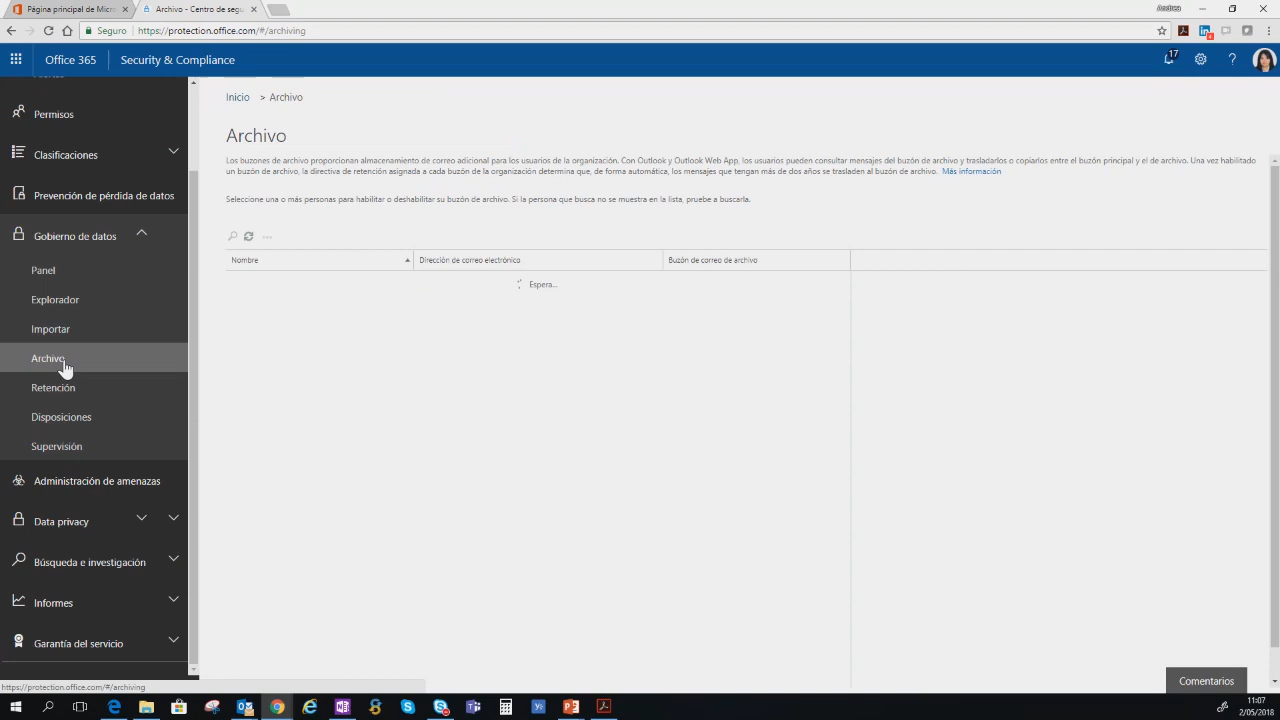 Página principal de Micr
Archivo - Centro de segu
Andrea
Seguro
https://protection.office.com/#/archiving
4
Office 365
Security & Compliance
17
?
Permisos
Clasificaciones
Prevención de pérdida de datos
Gobierno de datos
Panel
Explorador
Importar
Archivo
Retención
Disposiciones
Supervisión
Administración de amenazas
Data privacy
Búsqueda e investigación
Informes
Garantía del servicio
https://protection.office.com/#/archiving
Inicio > Archivo
Archivo
Los buzones de archivo proporcionan almacenamiento de correo adicional para los usuarios de la organización. Con Outlook y Outlook Web App, los usuarios pueden consultar mensajes del buzón de archivo y trasladarlos o copiarlos entre el buzón principal y el de archivo. Una vez habilitado
un buzón de archivo, la directiva de retención asignada a cada buzón de la organización determina que, de forma automática, los mensajes que tengan más de dos años se trasladen al buzón de archivo. Más información
Seleccione una o más personas para habilitar o deshabilitar su buzón de archivo. Si la persona que busca no se muestra en la lista, pruebe a buscarla.
Nombre
Dirección de correo electrónico
Buzón de correo de archivo
Espera...
Comentarios
11:07
2/05/2018